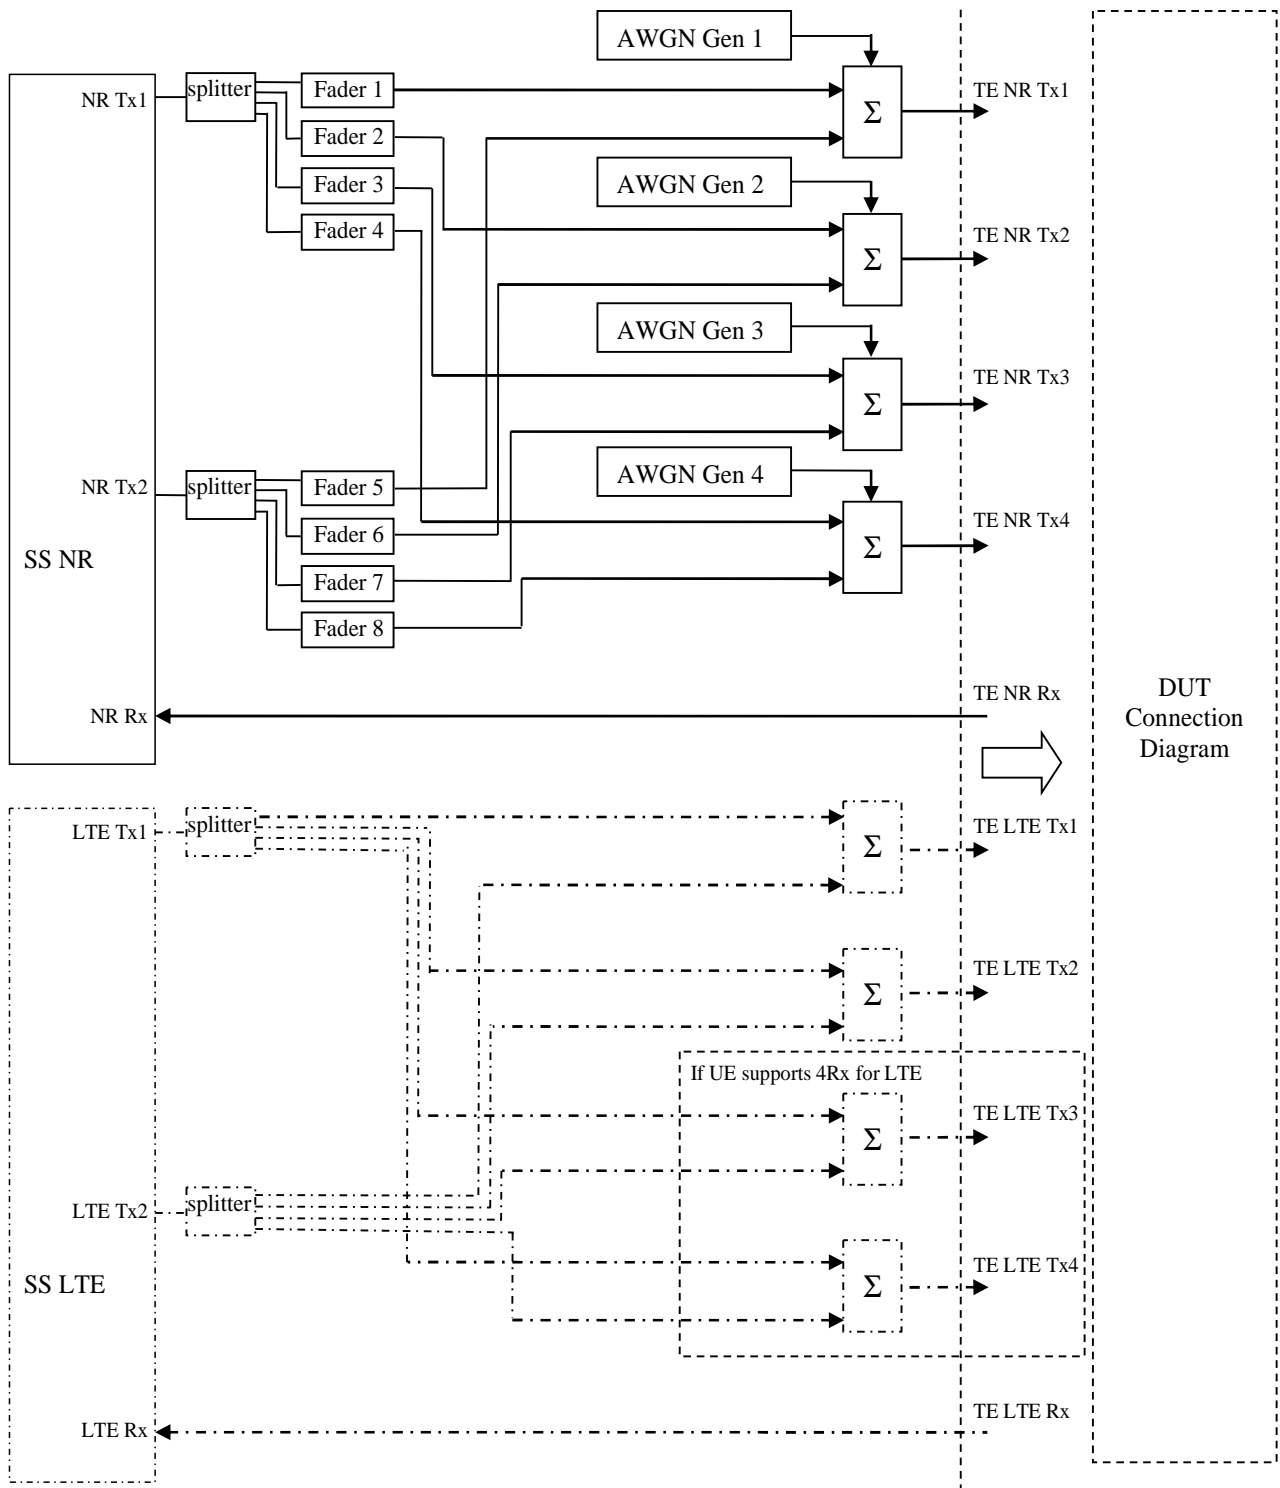 AWGN Gen 1
NR Tx1
splitter
Fader 1
Σ
TE NR Tx1
Fader 2
Fader 3
AWGN Gen 2
Fader 4
Σ
TE NR Tx2
AWGN Gen 3
Σ
TE NR Tx3
NR Tx2
splitter
Fader 5
AWGN Gen 4
Σ
TE NR Tx4
Fader 6
SS NR
Fader 7
Fader 8
NR Rx
TE NR Rx
DUT
Connection
Diagram
LTE Tx1
splitter
Σ
TE LTE Tx1
Σ
TE LTE Tx2
If UE supports 4Rx for LTE
Σ
TE LTE Tx3
LTE Tx2
splitter
SS LTE
Σ
TE LTE Tx4
LTE Rx
TE LTE Rx